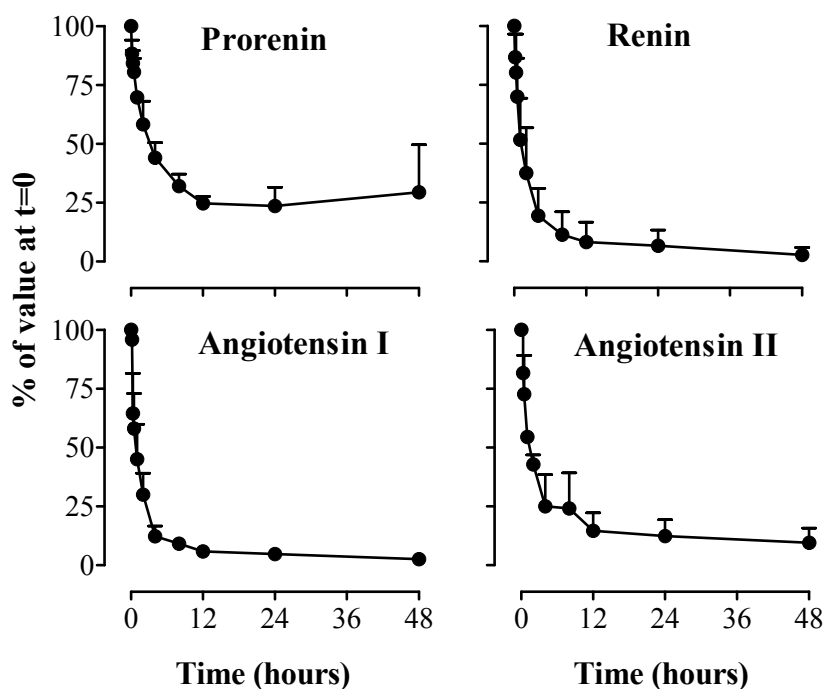 Prorenin
Renin
100
75
50
25
0
% of value at t=0
Angiotensin I
Angiotensin II
100
75
50
25
0
0 12 24 36 48
0 12 24 36 48
Time (hours)
Time (hours)